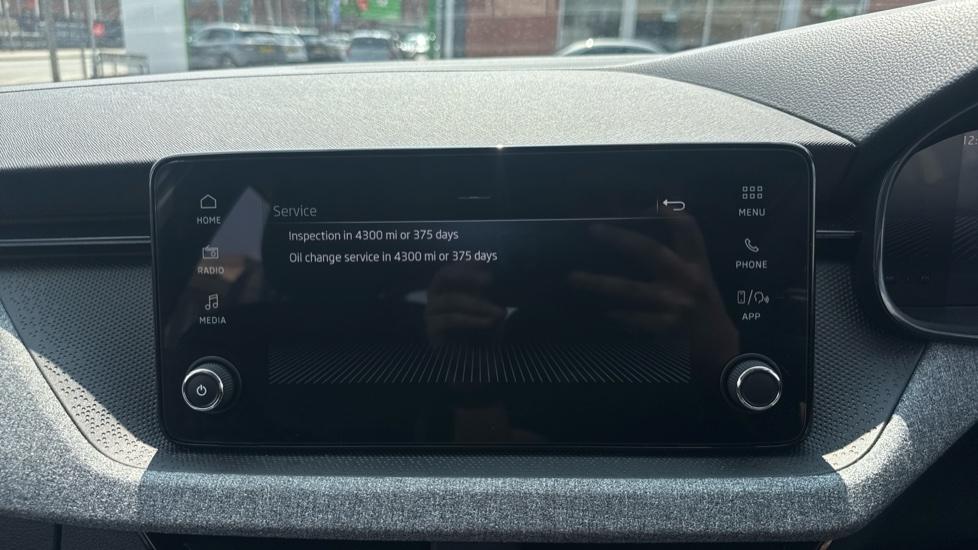 HOME
RADIO
MEDIA
Service
Inspection in 4300 mi or 375 days
Oil change service in 4300 mi or 375 days
MENU
PHONE
APP
12: